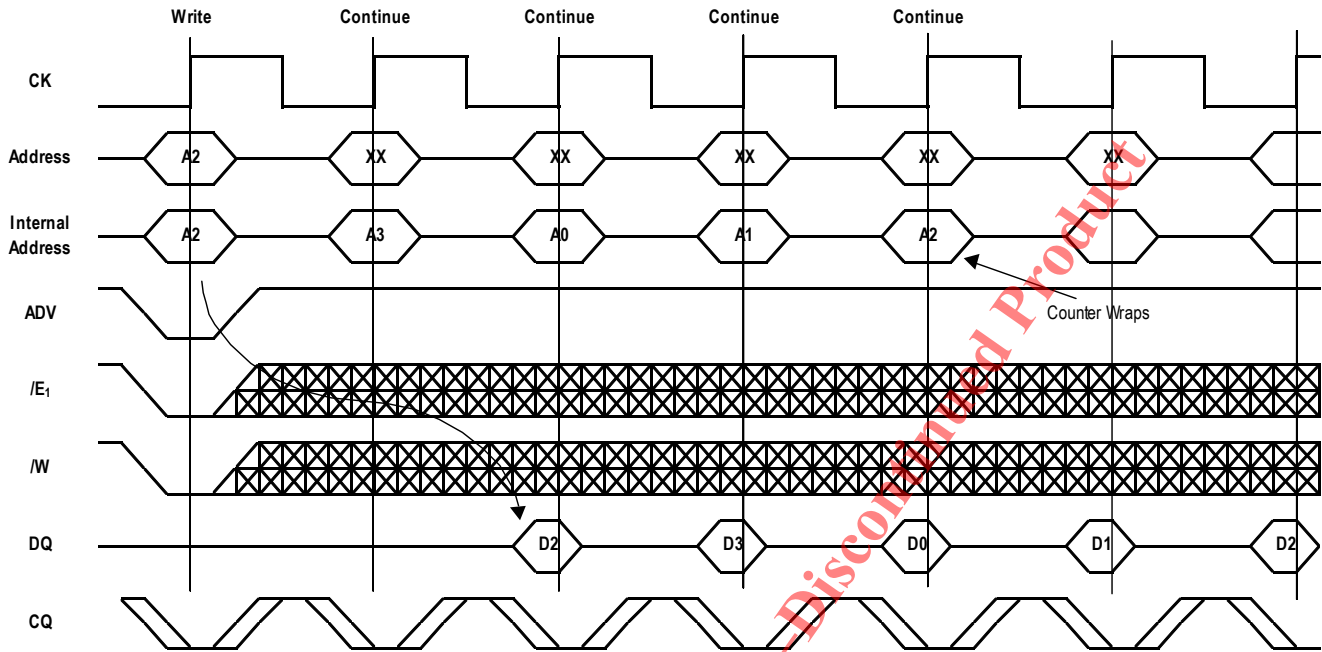 Write Continue Continue Continue Continue
CK
Address A2 XX XX XX XX XX
Internal
Address A2 A3 A0 A1 A2
ADV
Counter Wraps
/E1
/W
DQ D2 D3 D0 D1 D2
CQ
-Discontinued Product